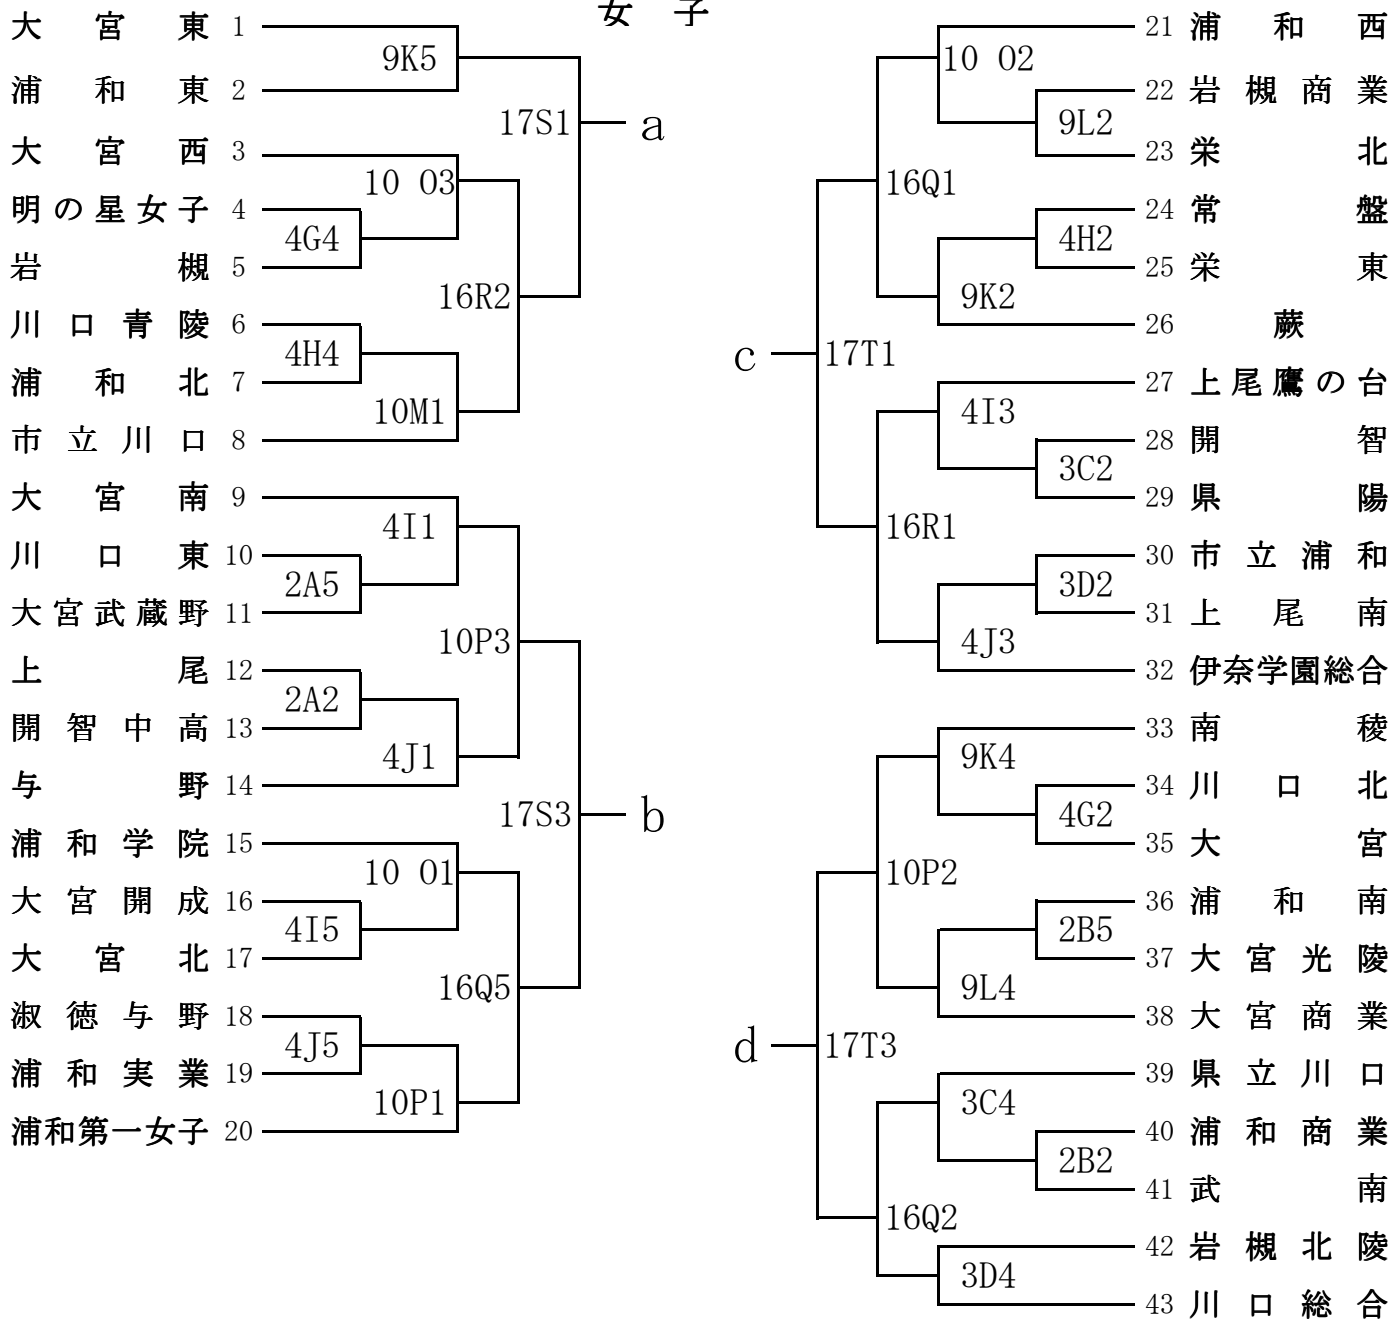 女 子
大宮東 1
9K5
浦和東 2
17S1
a
大宮西 3
10 O3
明の星女子 4
4G4
岩槻 5
16R2
川口青陵 6
4H4
浦和北 7
10M1
市立川口 8
大宮南 9
4I1
川口東 10
2A5
大宮武蔵野 11
10P3
上尾 12
2A2
開智中高 13
4J1
与野 14
17S3
b
浦和学院 15
10 O1
大宮開成 16
4I5
大宮北 17
16Q5
淑徳与野 18
4J5
浦和実業 19
10P1
浦和第一女子 20
21 浦和西
10 O2
22 岩槻商業
9L2
23 栄北
16Q1
24 常盤
4H2
25 栄東
9K2
26 蕨
c
17T1
27 上尾鷹の台
4I3
28 開智
3C2
29 県陽
16R1
30 市立浦和
3D2
31 上尾南
4J3
32 伊奈学園総合
33 南稜
9K4
34 川口北
4G2
35 大宮
10P2
36 浦和南
2B5
37 大宮光陵
9L4
38 大宮商業
d
17T3
39 県立川口
3C4
40 浦和商業
2B2
41 武南
16Q2
42 岩槻北陵
3D4
43 川口総合